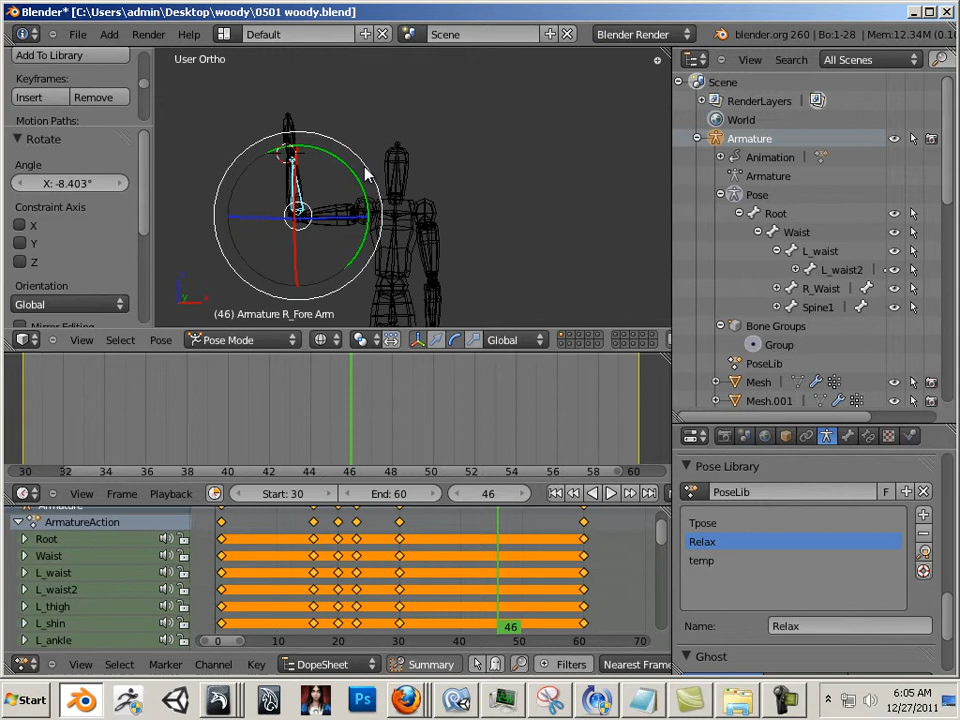 Blender* [C:\Users\admin\Desktop\woody\0501 woody.blend]
File Add Render Help Default Scene Blender Render blender.org 260 | Bo:1-28 | Mem:12.34M (0.1
Add To Library
Keyframes:
Insert Remove
Motion Paths:
Rotate
Angle
X: -8.403°
Constraint Axis
X
Y
Z
Orientation
Global
User Ortho
(46) Armature R_Fore Arm
View Select Pose Pose Mode Global
30 32 34 36 38 40 42 44 46 48 50 52 54 56 58 60
View Frame Playback Start: 30 End: 60 46
ArmatureAction
Root
Waist
L_waist
L_waist2
L_thigh
L_shin
L_ankle
0 10 20 30 40 46 60 70
View Select Marker Channel Key DopeSheet Summary Filters Nearest Frame
View Search All Scenes
Scene
RenderLayers
World
Armature
Animation
Armature
Pose
Root
Waist
L_waist
L_waist2
R_Waist
Spine1
Bone Groups
Group
PoseLib
Mesh
Mesh.001
Pose Library
PoseLib F
Tpose
Relax
temp
Name: Relax
Ghost
Start Ps 6:05 AM
12/27/2011